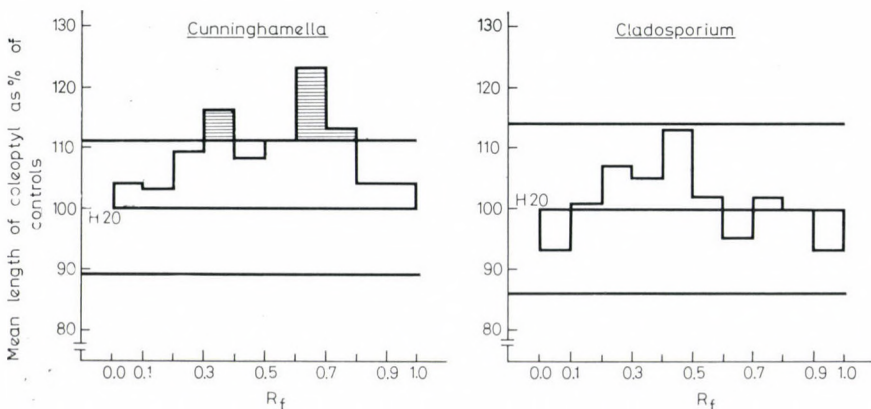 Mean length of coleoptyl as % of controls
Cunninghamella
130
120
110
100
90
80
H20
0.0 0.1 0.3 0.5 0.7 0.9 1.0
Rf
Cladosporium
130
120
110
100
90
80
H20
0.0 0.1 0.3 0.5 0.7 0.9 1.0
Rf